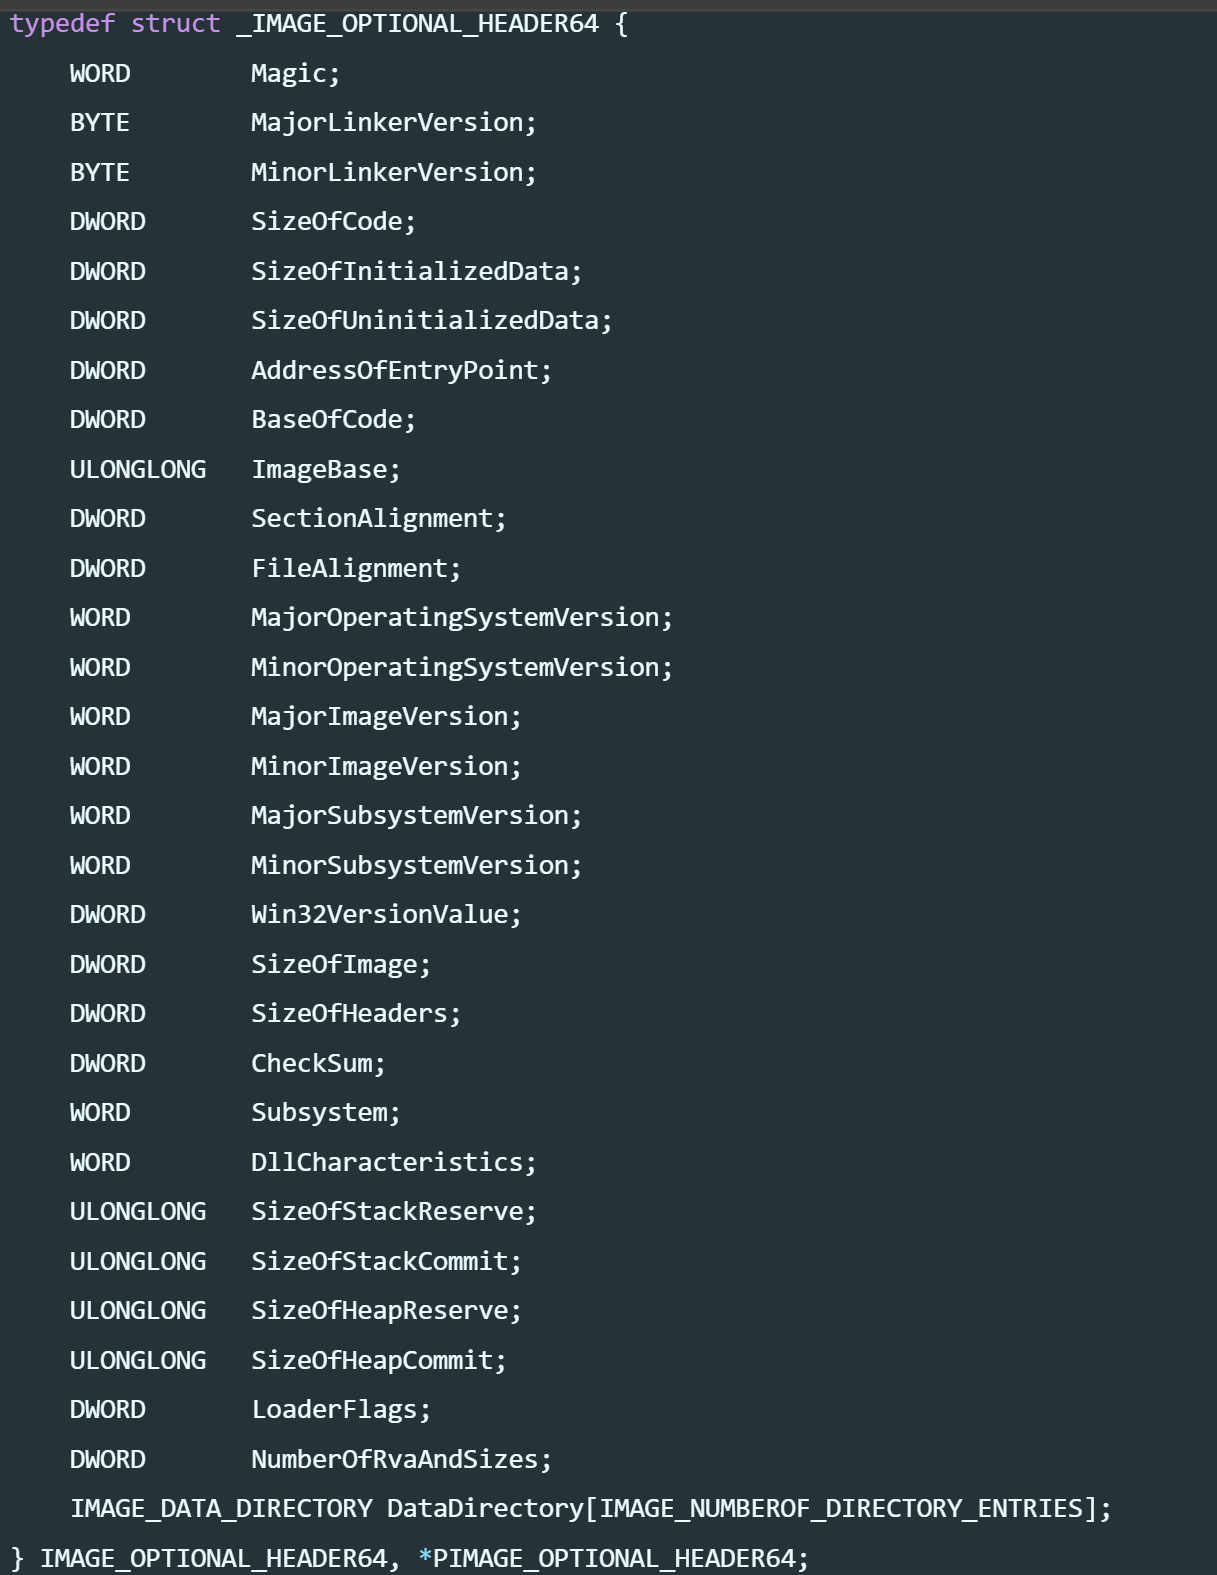 typedef struct _IMAGE_OPTIONAL_HEADER64 {
    WORD        Magic;
    BYTE        MajorLinkerVersion;
    BYTE        MinorLinkerVersion;
    DWORD       SizeOfCode;
    DWORD       SizeOfInitializedData;
    DWORD       SizeOfUninitializedData;
    DWORD       AddressOfEntryPoint;
    DWORD       BaseOfCode;
    ULONGLONG   ImageBase;
    DWORD       SectionAlignment;
    DWORD       FileAlignment;
    WORD        MajorOperatingSystemVersion;
    WORD        MinorOperatingSystemVersion;
    WORD        MajorImageVersion;
    WORD        MinorImageVersion;
    WORD        MajorSubsystemVersion;
    WORD        MinorSubsystemVersion;
    DWORD       Win32VersionValue;
    DWORD       SizeOfImage;
    DWORD       SizeOfHeaders;
    DWORD       CheckSum;
    WORD        Subsystem;
    WORD        DllCharacteristics;
    ULONGLONG   SizeOfStackReserve;
    ULONGLONG   SizeOfStackCommit;
    ULONGLONG   SizeOfHeapReserve;
    ULONGLONG   SizeOfHeapCommit;
    DWORD       LoaderFlags;
    DWORD       NumberOfRvaAndSizes;
    IMAGE_DATA_DIRECTORY DataDirectory[IMAGE_NUMBEROF_DIRECTORY_ENTRIES];
} IMAGE_OPTIONAL_HEADER64, *PIMAGE_OPTIONAL_HEADER64;